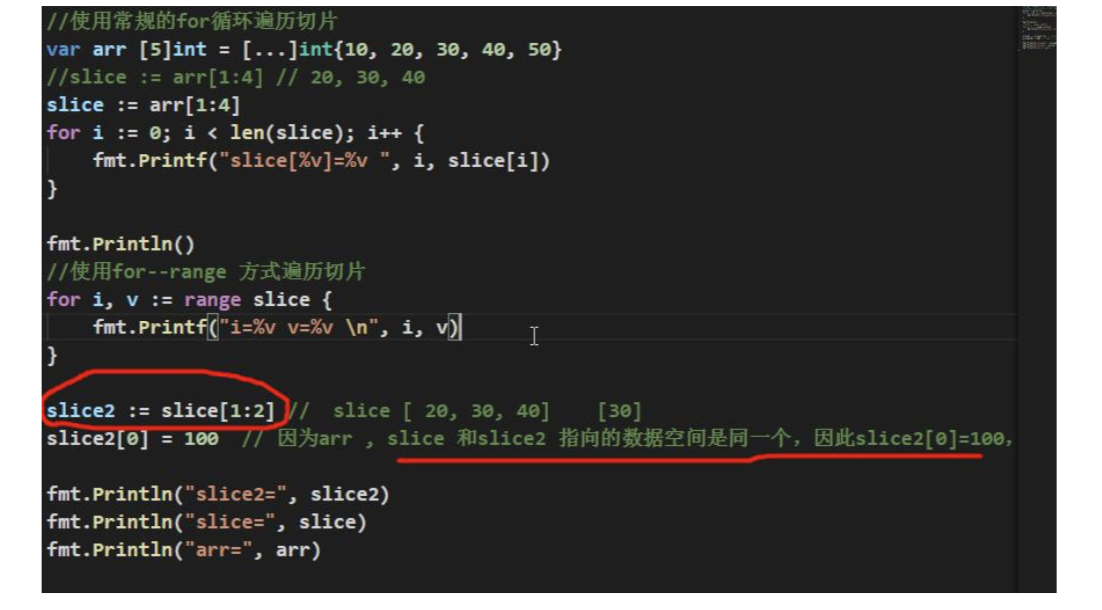 //使用常规的for循环遍历切片
var arr [5]int = [...]int{10, 20, 30, 40, 50}
//slice := arr[1:4] // 20, 30, 40
slice := arr[1:4]
for i := 0; i < len(slice); i++ {
    fmt.Printf("slice[%v]=%v ", i, slice[i])
}
fmt.Println()
//使用for--range 方式遍历切片
for i, v := range slice {
    fmt.Printf("i=%v v=%v \n", i, v)
}
slice2 := slice[1:2] //  slice [ 20, 30, 40]    [30]
slice2[0] = 100  // 因为arr , slice 和slice2 指向的数据空间是同一个，因此slice2[0]=100,
fmt.Println("slice2=", slice2)
fmt.Println("slice=", slice)
fmt.Println("arr=", arr)